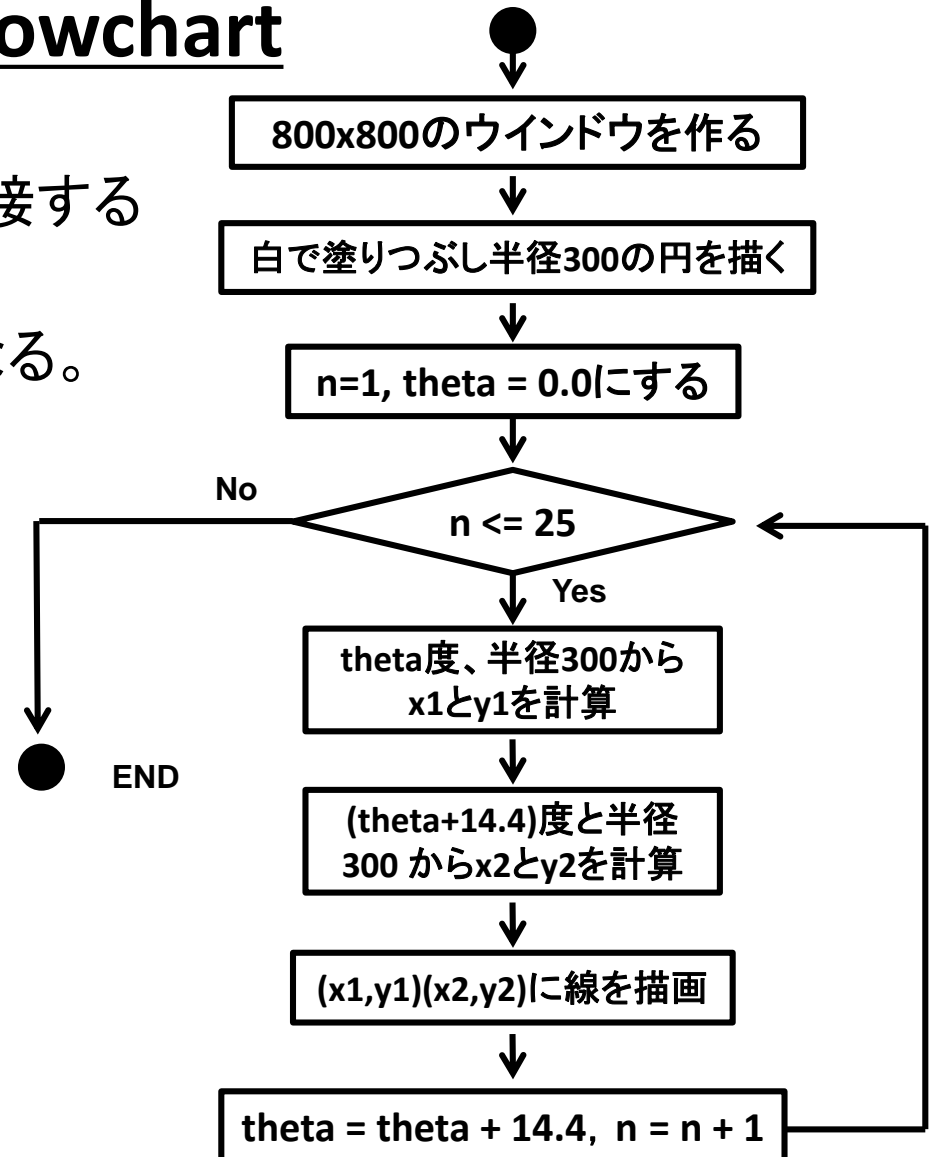 owchart
接する
なる。
800x800のウインドウを作る
白で塗りつぶし半径300の円を描く
n=1, theta = 0.0にする
n <= 25
No
Yes
theta度、半径300から
x1とy1を計算
END
(theta+14.4)度と半径
300 からx2とy2を計算
(x1,y1)(x2,y2)に線を描画
theta = theta + 14.4, n = n + 1